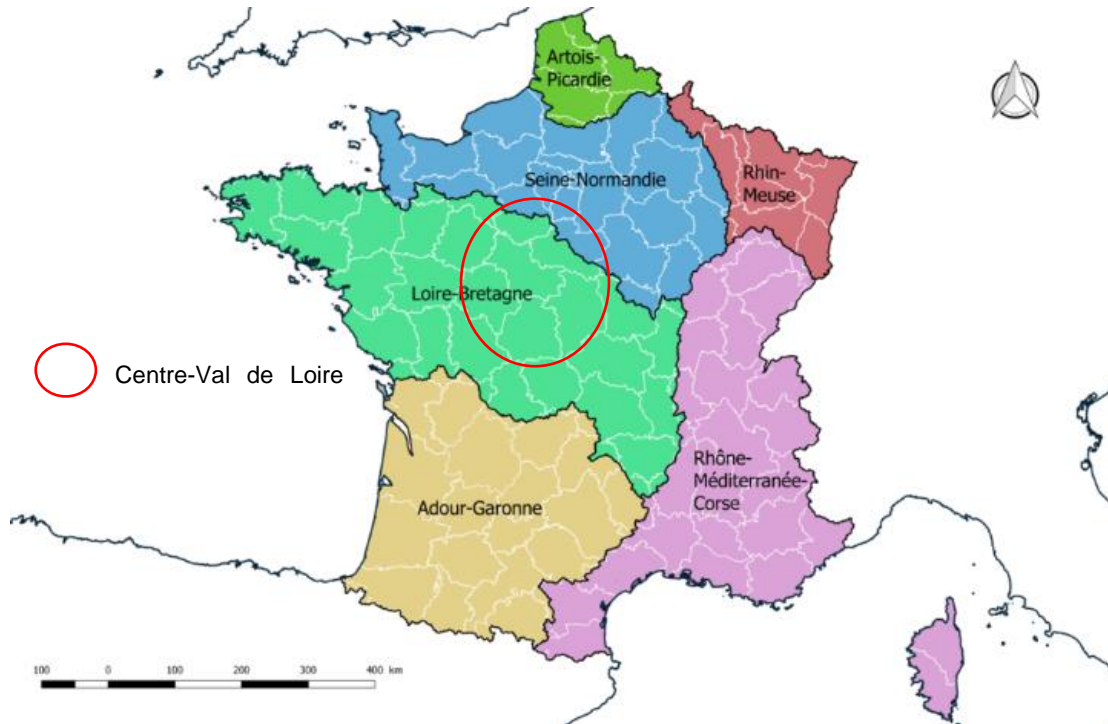 Artois-
Picardie
Seine-Normandie
Rhin-
Meuse
Loire-Bretagne
Centre-Val de Loire
Rhône-
Méditerranée-
Corse
Adour-Garonne
100 0 100 200 300 400 km